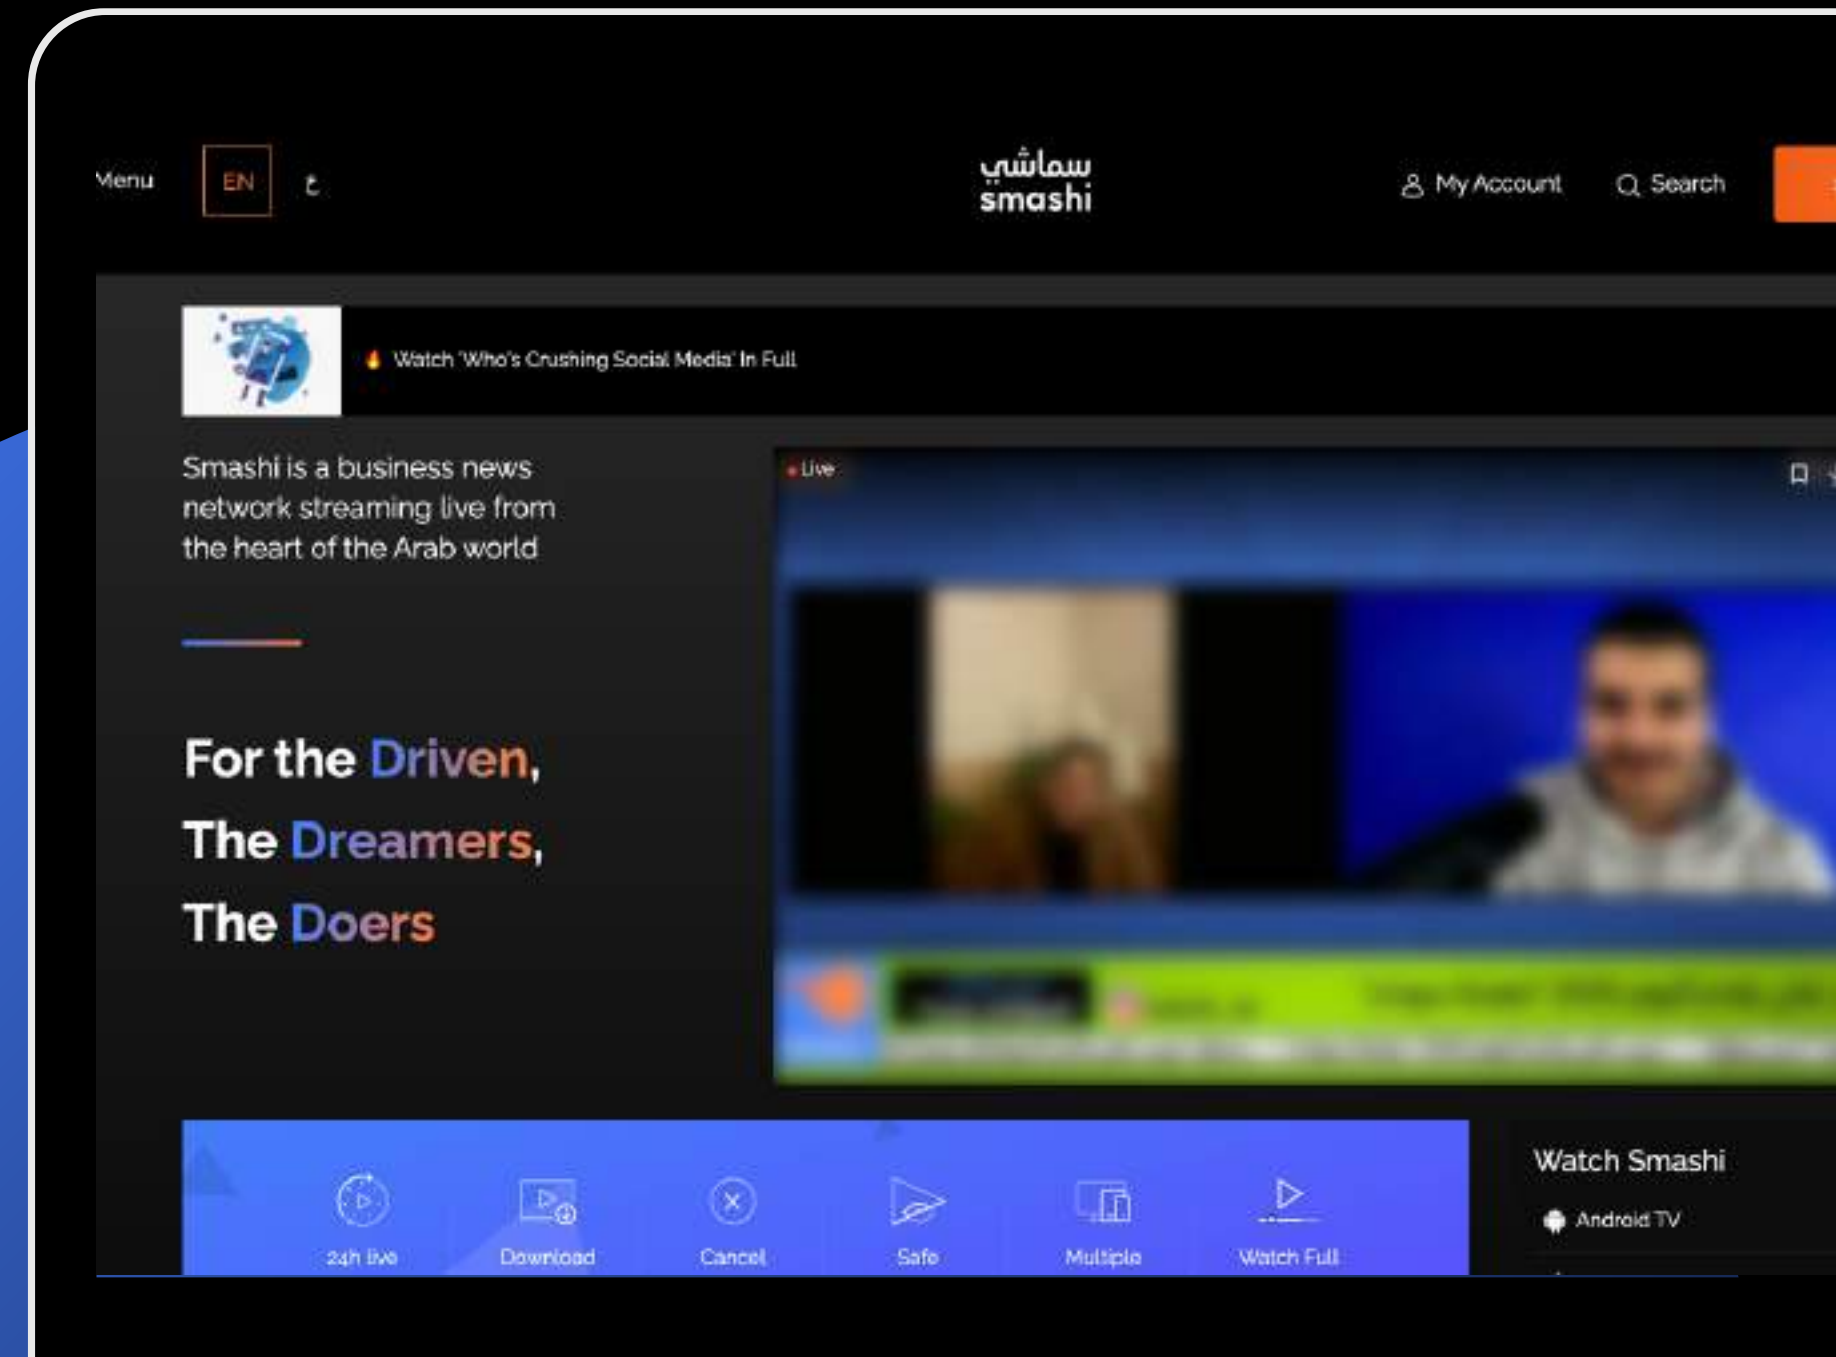 Menu
EN
ع
سماشي
smashi
My Account
Search
Watch 'Who's Crushing Social Media' In Full
Smashi is a business news
network streaming live from
the heart of the Arab world
Live
For the Driven,
The Dreamers,
The Doers
24h live
Download
Cancel
Safe
Multiple
Watch Full
Watch Smashi
Android TV